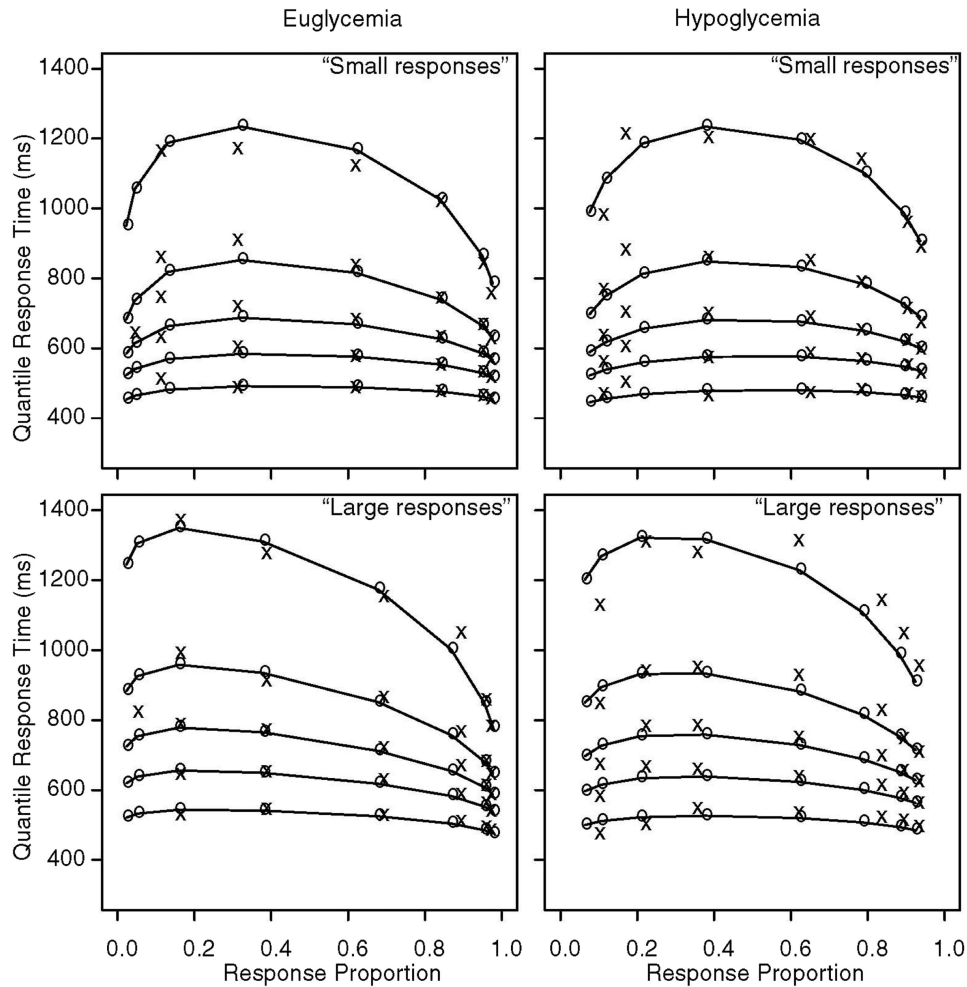 Euglycemia
Hypoglycemia
“Small responses”
“Small responses”
1400
1200
1000
800
600
400
Quantile Response Time (ms)
“Large responses”
“Large responses”
1400
1200
1000
800
600
400
Quantile Response Time (ms)
0.0 0.2 0.4 0.6 0.8 1.0
0.0 0.2 0.4 0.6 0.8 1.0
Response Proportion
Response Proportion